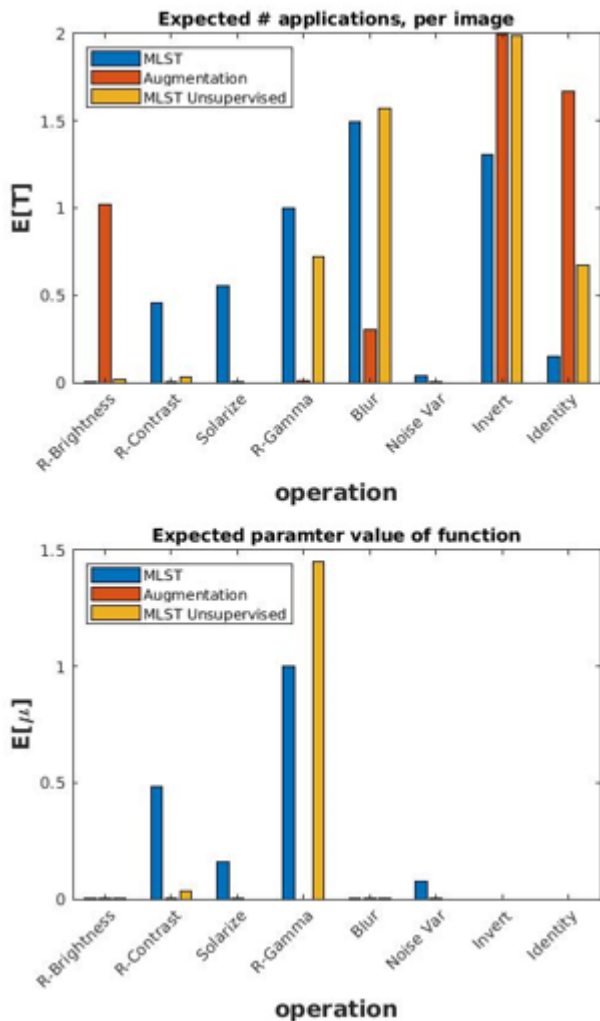 Expected # applications, per image
2
MLST
Augmentation
MLST Unsupervised
1.5
1
0.5
0
E[T]
R-Brightness
R-Contrast
Solarize
R-Gamma
Blur
Noise Var
Invert
Identity
operation
Expected paramter value of function
1.5
MLST
Augmentation
MLST Unsupervised
1
0.5
0
E[μ]
R-Brightness
R-Contrast
Solarize
R-Gamma
Blur
Noise Var
Invert
Identity
operation